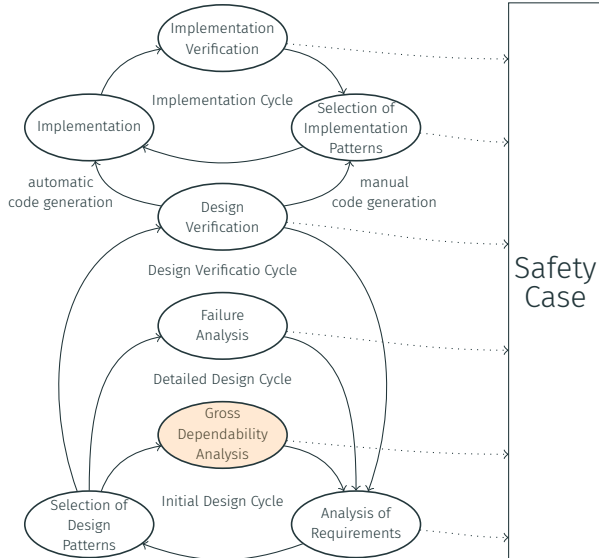 Implementation
Verification
Implementation Cycle
Implementation
Selection of
Implementation
Patterns
automatic
code generation
manual
code generation
Design
Verification
Design Verificatio Cycle
Safety
Case
Failure
Analysis
Detailed Design Cycle
Gross
Dependability
Analysis
Initial Design Cycle
Selection of
Design
Patterns
Analysis of
Requirements